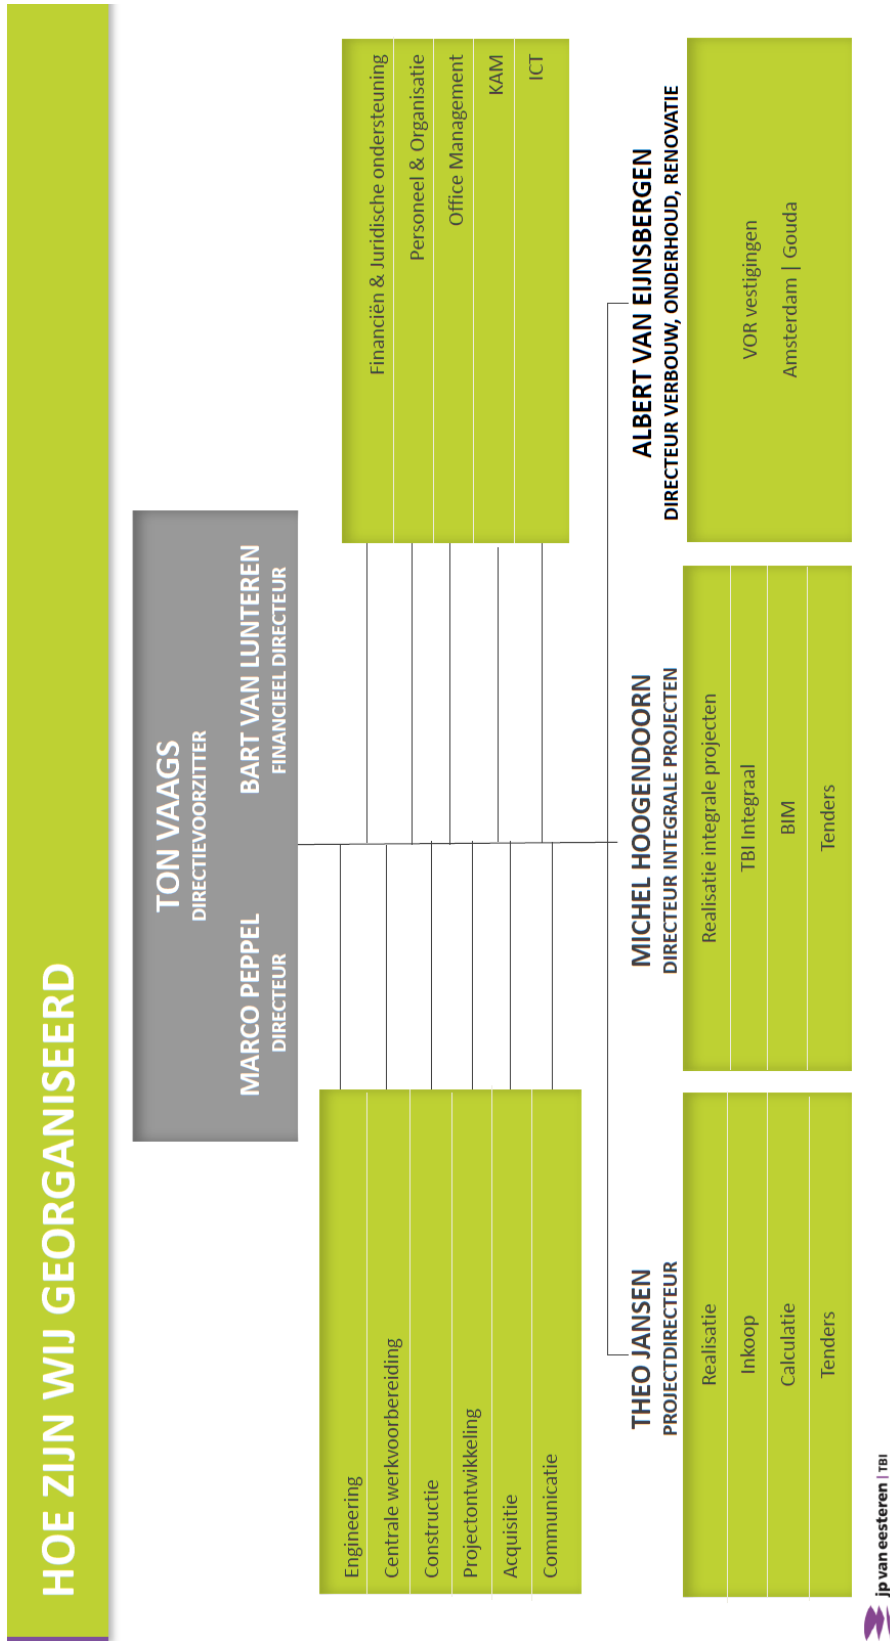 HOE ZIJN WIJ GEORGANISEERD
TON VAAGS
DIRECTIEVOORZITTER
MARCO PEPPEL
DIRECTEUR
BART VAN LUNTEREN
FINANCIEEL DIRECTEUR
Engineering
Centrale werkvoorbereiding
Constructie
Projectontwikkeling
Acquisitie
Communicatie
Financiën & Juridische ondersteuning
Personeel & Organisatie
Office Management
KAM
ICT
THEO JANSEN
PROJECTDIRECTEUR
Realisatie
Inkoop
Calculatie
Tenders
MICHEL HOOGENDOORN
DIRECTEUR INTEGRALE PROJECTEN
Realisatie integrale projecten
TBI Integraal
BIM
Tenders
ALBERT VAN EIJNSBERGEN
DIRECTEUR VERBOUW, ONDERHOUD, RENOVATIE
VOR vestigingen
Amsterdam | Gouda
jp van eesteren | TBI